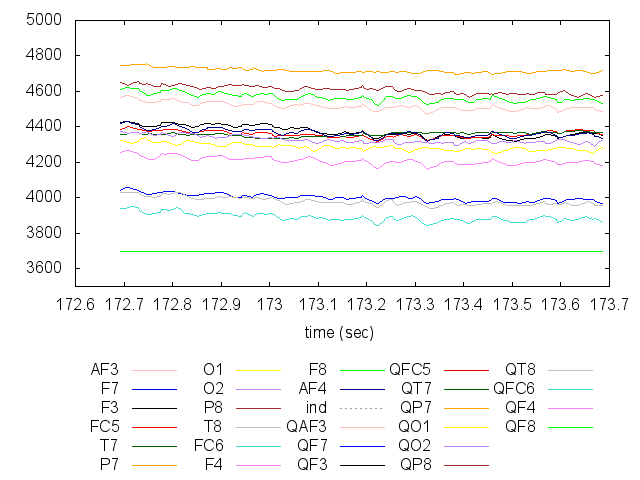 5000
4800
4600
4400
4200
4000
3800
3600
172.6 172.7 172.8 172.9 173 173.1 173.2 173.3 173.4 173.5 173.6 173.7
time (sec)
AF3 O1 F8 QFC5 QT8
F7 O2 AF4 QT7 QFC6
F3 P8 ind QP7 QF4
FC5 T8 QAF3 QO1 QF8
T7 FC6 QF7 QO2
P7 F4 QF3 QP8